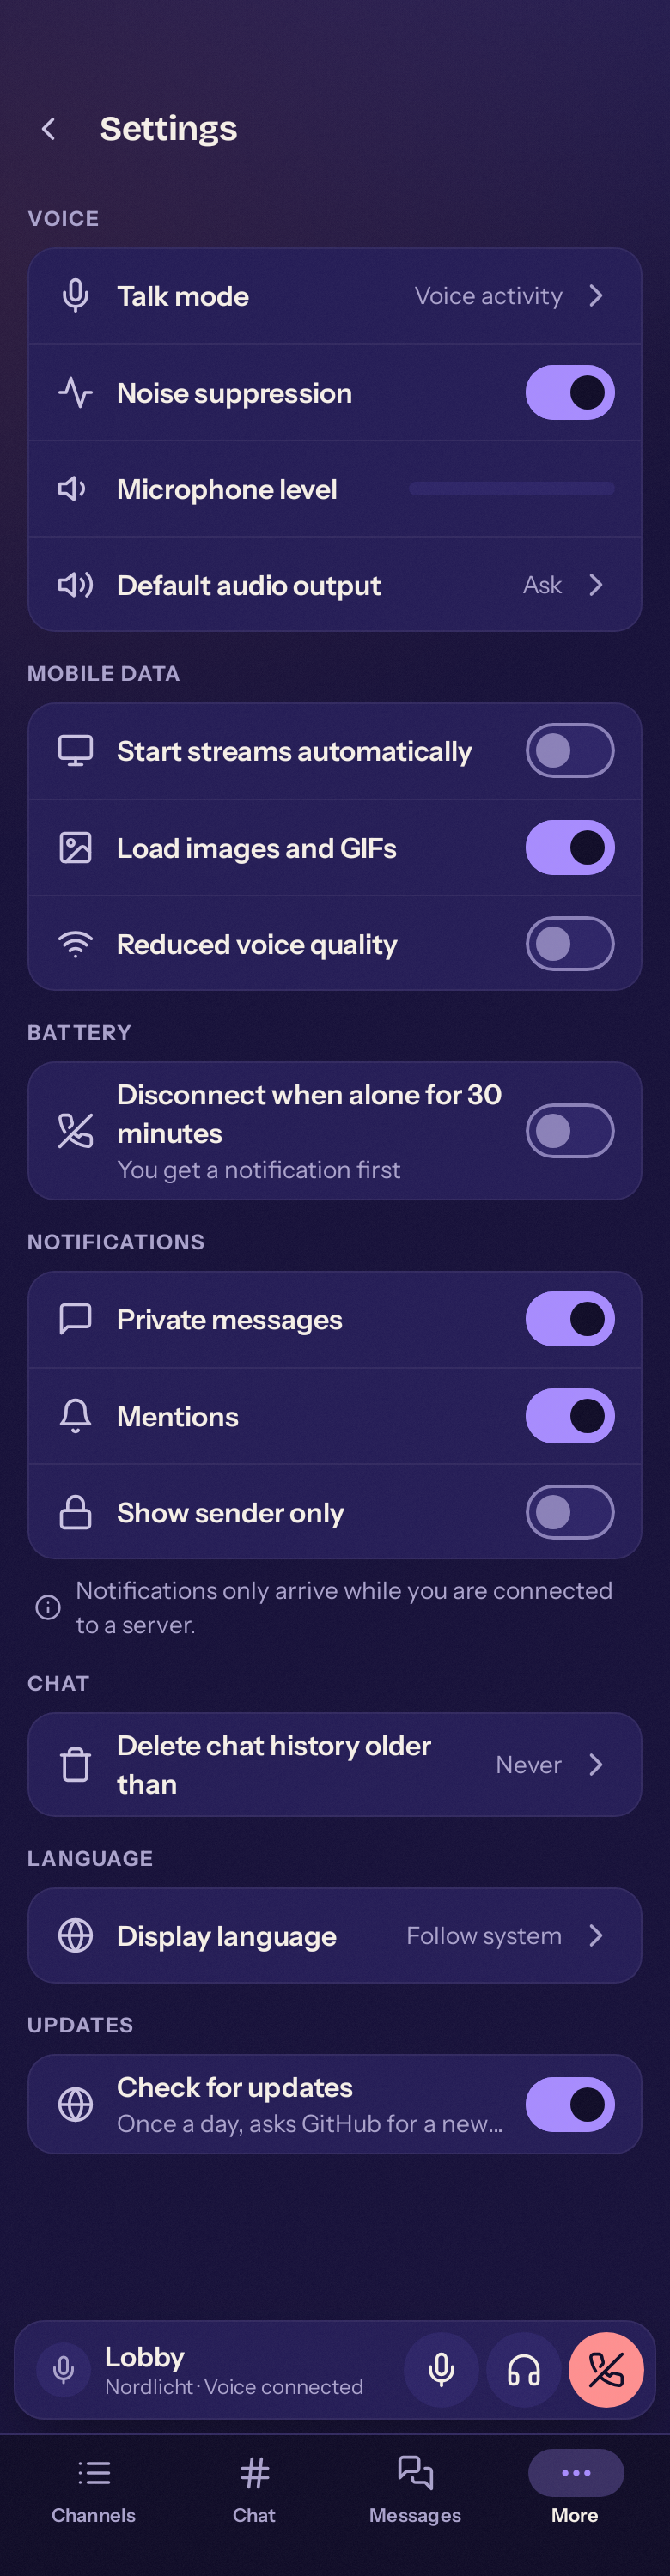 Settings
VOICE
Talk mode
Voice activity
Noise suppression
Microphone level
Default audio output
Ask
MOBILE DATA
Start streams automatically
Load images and GIFs
Reduced voice quality
BATTERY
Disconnect when alone for 30
minutes
You get a notification first
NOTIFICATIONS
Private messages
Mentions
Show sender only
Notifications only arrive while you are connected
to a server.
CHAT
Delete chat history older
than
Never
LANGUAGE
Display language
Follow system
UPDATES
Check for updates
Once a day, asks GitHub for a new...
Lobby
Nordlicht · Voice connected
Channels
Chat
Messages
More